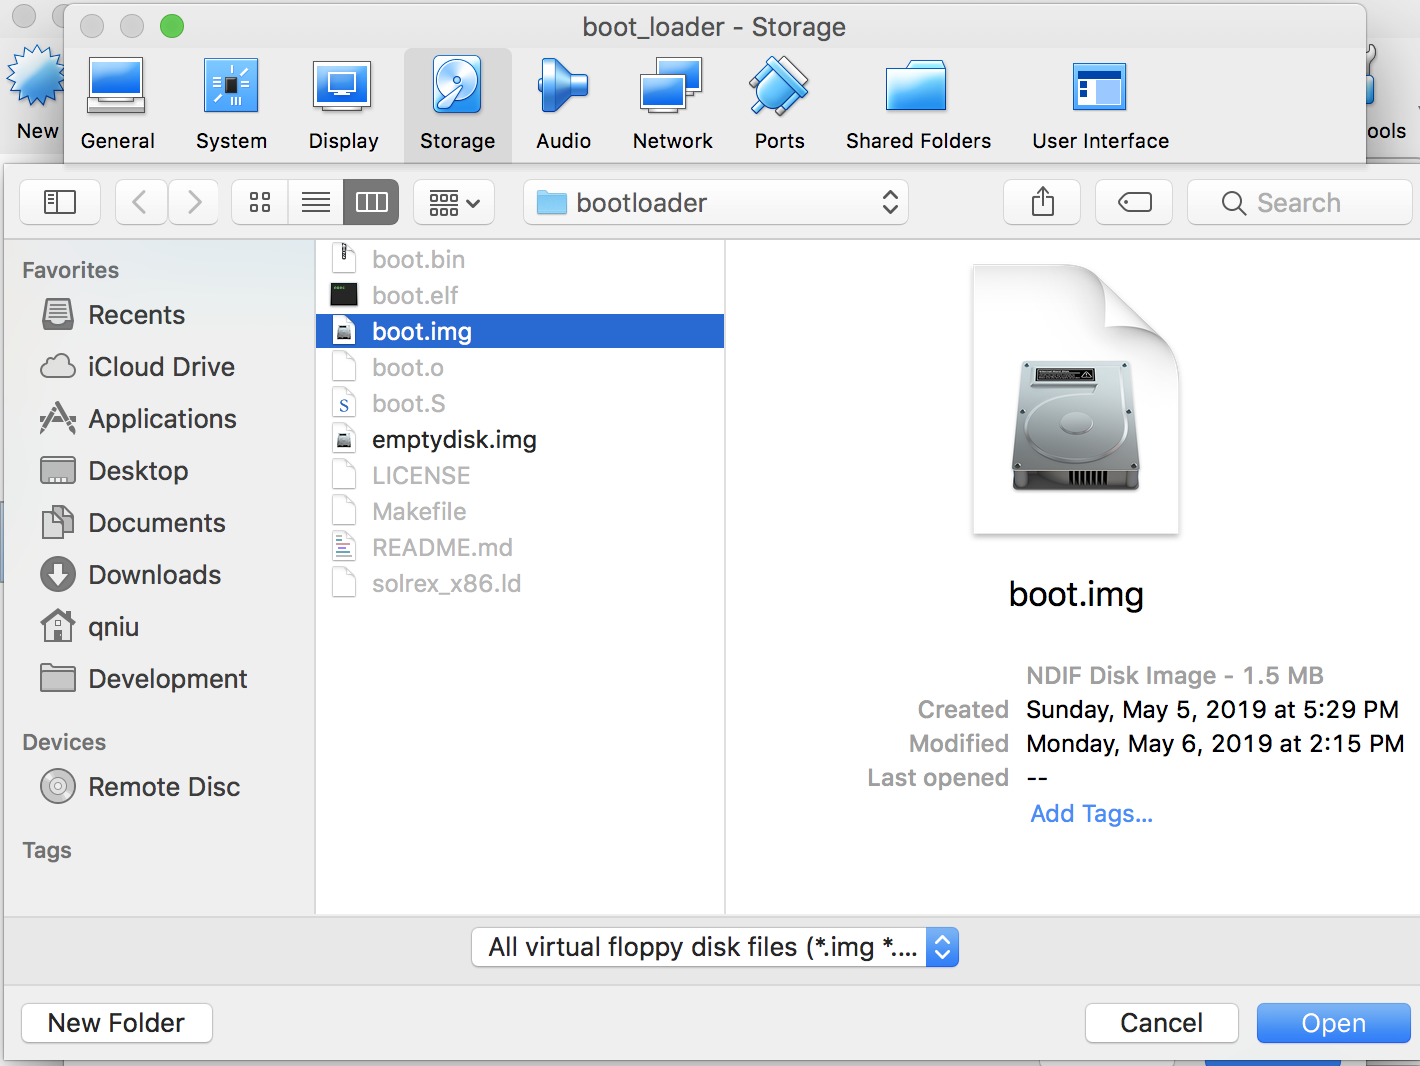 boot_loader - Storage
New
General
System
Display
Storage
Audio
Network
Ports
Shared Folders
User Interface
ools
bootloader
Search
Favorites
Recents
iCloud Drive
Applications
Desktop
Documents
Downloads
qniu
Development
Devices
Remote Disc
Tags
boot.bin
boot.elf
boot.img
boot.o
boot.S
emptydisk.img
LICENSE
Makefile
README.md
solrex_x86.ld
boot.img
NDIF Disk Image - 1.5 MB
Created Sunday, May 5, 2019 at 5:29 PM
Modified Monday, May 6, 2019 at 2:15 PM
Last opened --
Add Tags...
All virtual floppy disk files (*.img *....
New Folder
Cancel
Open